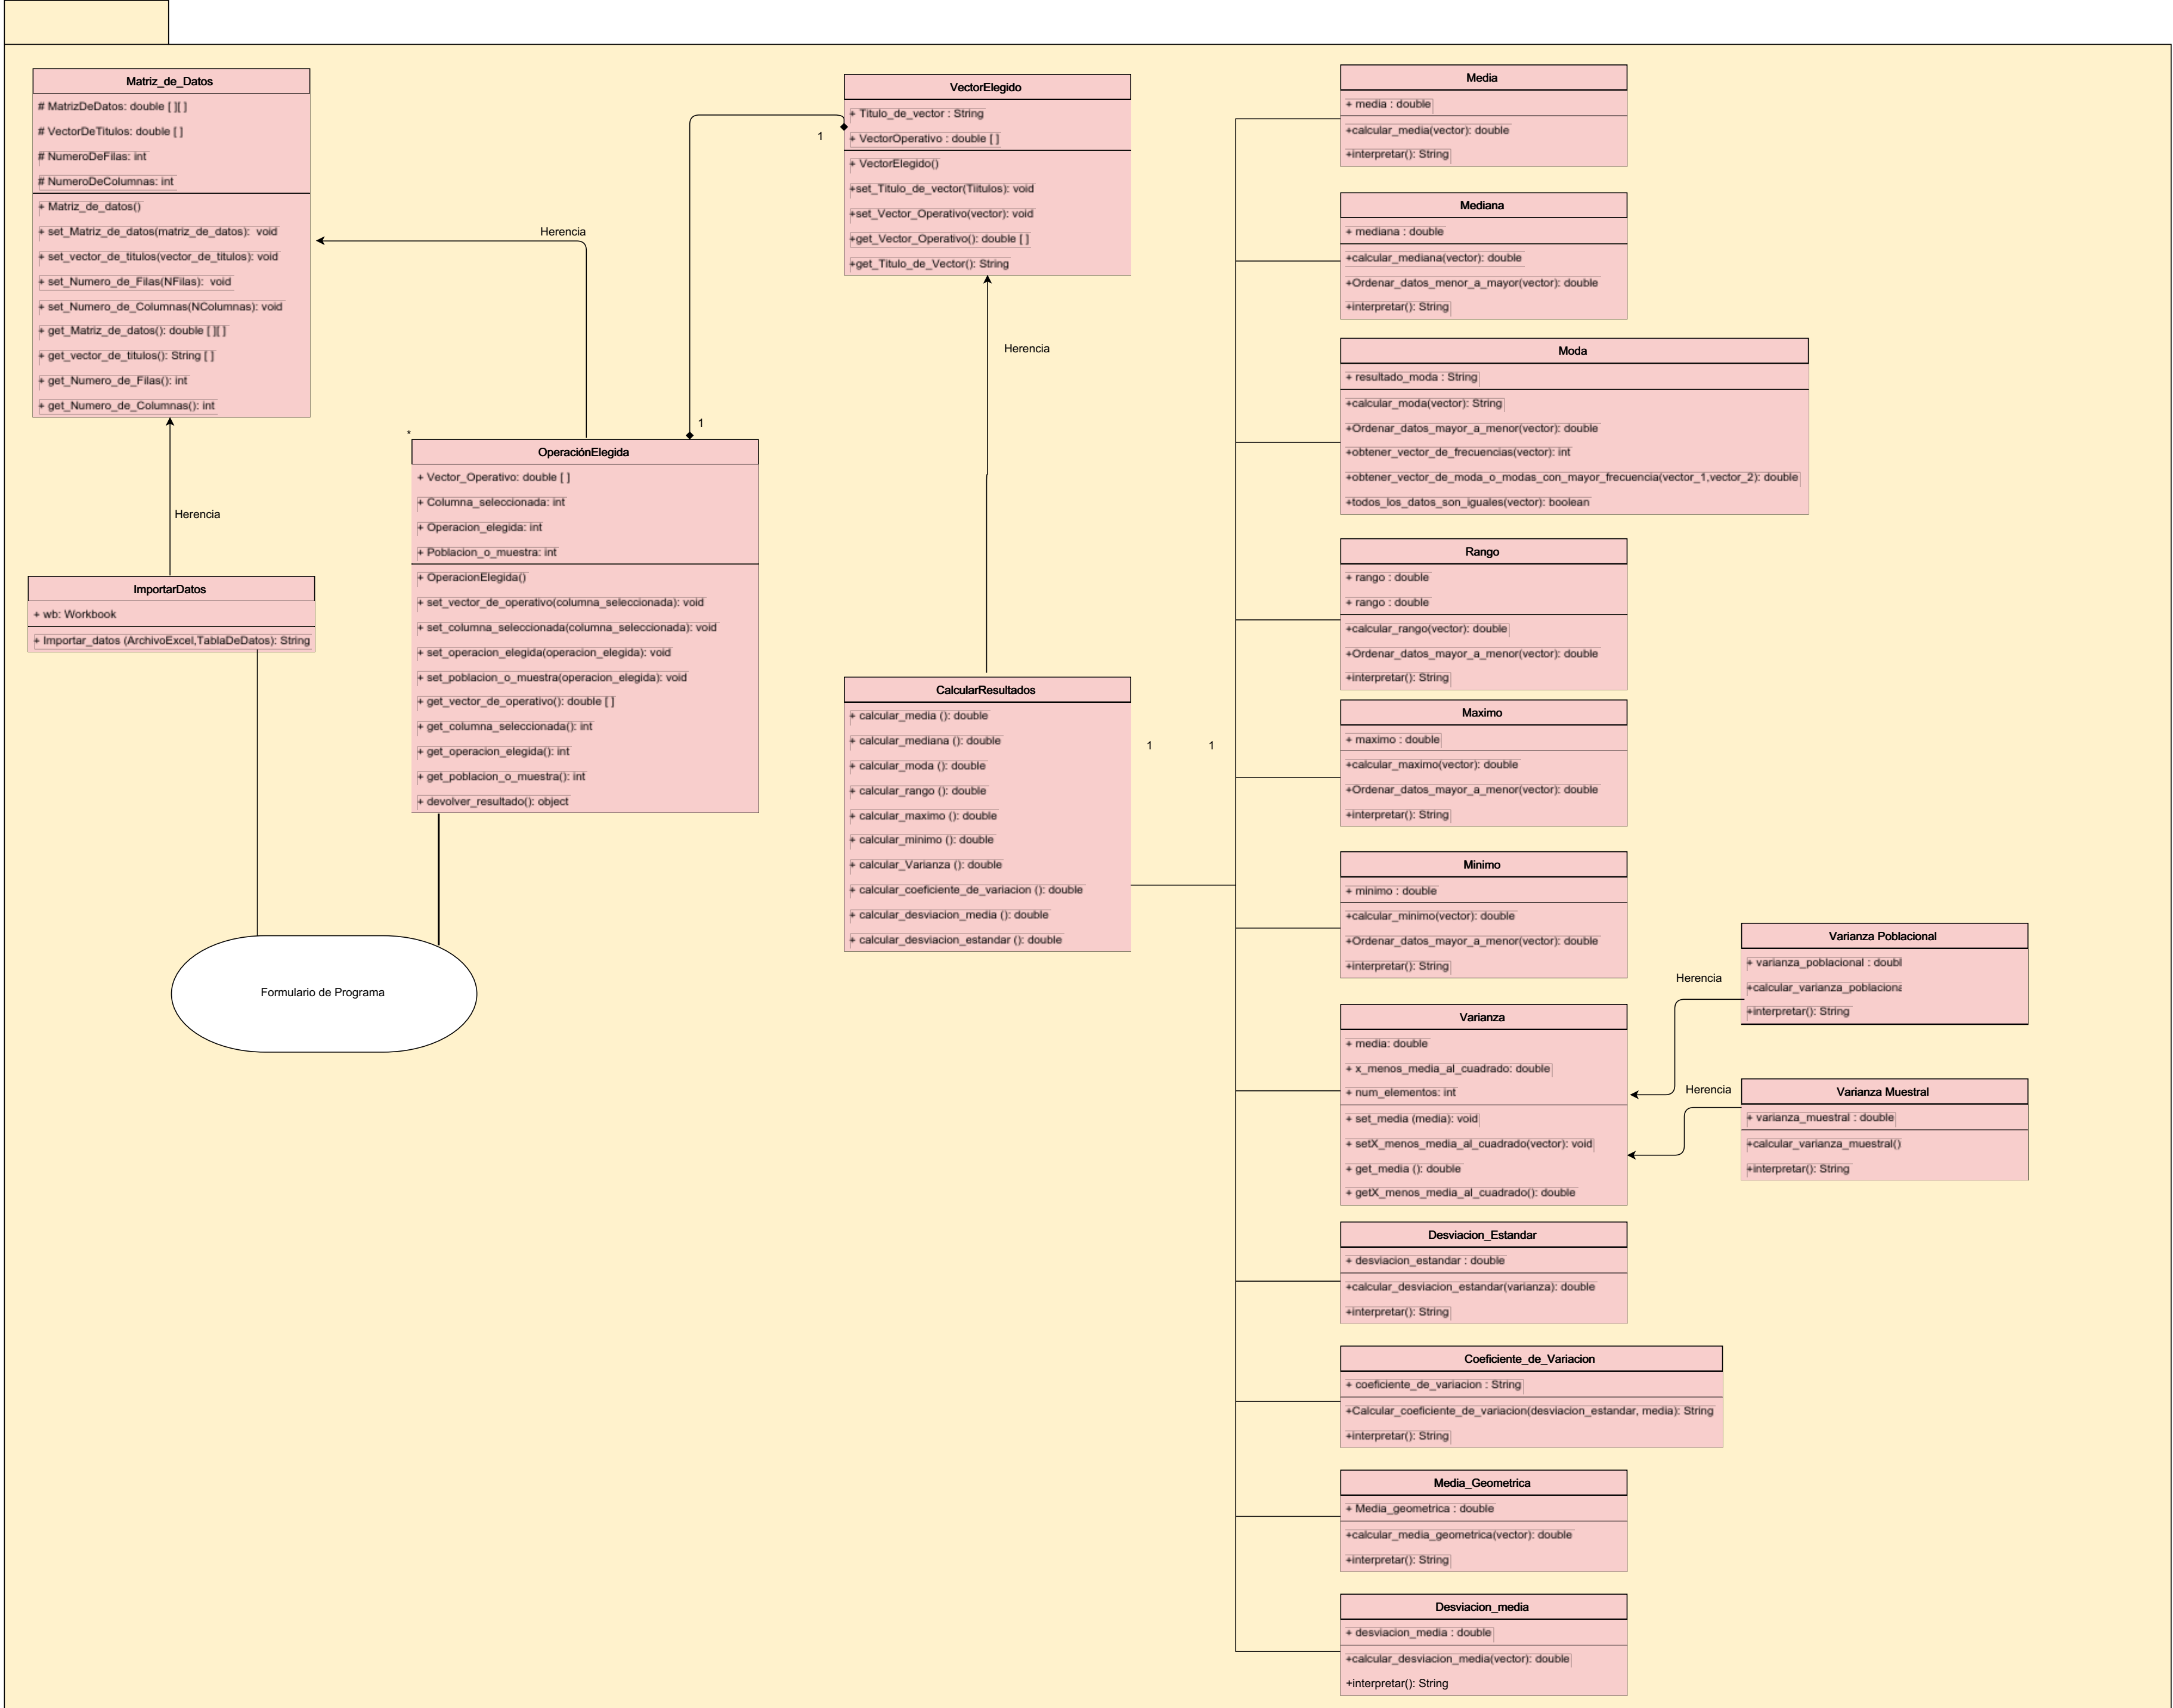 Matriz_de_Datos
# MatrizDeDatos: double [ ][ ]
# VectorDeTitulos: double [ ]
# NumeroDeFilas: int
# NumeroDeColumnas: int
+ Matriz_de_datos()
+ set_Matriz_de_datos(matriz_de_datos):  void
+ set_vector_de_titulos(vector_de_titulos): void
+ set_Numero_de_Filas(NFilas):  void
+ set_Numero_de_Columnas(NColumnas): void
+ get_Matriz_de_datos(): double [ ][ ]
+ get_vector_de_titulos(): String [ ]
+ get_Numero_de_Filas(): int
+ get_Numero_de_Columnas(): int
Herencia
ImportarDatos
+ wb: Workbook
+ Importar_datos (ArchivoExcel,TablaDeDatos): String
Formulario de Programa
Herencia
*
1
OperaciónElegida
+ Vector_Operativo: double [ ]
+ Columna_seleccionada: int
+ Operacion_elegida: int
+ Poblacion_o_muestra: int
+ OperacionElegida()
+ set_vector_de_operativo(columna_seleccionada): void
+ set_columna_seleccionada(columna_seleccionada): void
+ set_operacion_elegida(operacion_elegida): void
+ set_poblacion_o_muestra(operacion_elegida): void
+ get_vector_de_operativo(): double [ ]
+ get_columna_seleccionada(): int
+ get_operacion_elegida(): int
+ get_poblacion_o_muestra(): int
+ devolver_resultado(): object
1
VectorElegido
+ Titulo_de_vector : String
+ VectorOperativo : double [ ]
+ VectorElegido()
+set_Titulo_de_vector(Tiitulos): void
+set_Vector_Operativo(vector): void
+get_Vector_Operativo(): double [ ]
+get_Titulo_de_Vector(): String
Herencia
CalcularResultados
+ calcular_media (): double
+ calcular_mediana (): double
+ calcular_moda (): double
+ calcular_rango (): double
+ calcular_maximo (): double
+ calcular_minimo (): double
+ calcular_Varianza (): double
+ calcular_coeficiente_de_variacion (): double
+ calcular_desviacion_media (): double
+ calcular_desviacion_estandar (): double
1
1
Media
+ media : double
+calcular_media(vector): double
+interpretar(): String
Mediana
+ mediana : double
+calcular_mediana(vector): double
+Ordenar_datos_menor_a_mayor(vector): double
+interpretar(): String
Moda
+ resultado_moda : String
+calcular_moda(vector): String
+Ordenar_datos_mayor_a_menor(vector): double
+obtener_vector_de_frecuencias(vector): int
+obtener_vector_de_moda_o_modas_con_mayor_frecuencia(vector_1,vector_2): double
+todos_los_datos_son_iguales(vector): boolean
Rango
+ rango : double
+ rango : double
+calcular_rango(vector): double
+Ordenar_datos_mayor_a_menor(vector): double
+interpretar(): String
Maximo
+ maximo : double
+calcular_maximo(vector): double
+Ordenar_datos_mayor_a_menor(vector): double
+interpretar(): String
Minimo
+ minimo : double
+calcular_minimo(vector): double
+Ordenar_datos_mayor_a_menor(vector): double
+interpretar(): String
Varianza
+ media: double
+ x_menos_media_al_cuadrado: double
+ num_elementos: int
+ set_media (media): void
+ setX_menos_media_al_cuadrado(vector): void
+ get_media (): double
+ getX_menos_media_al_cuadrado(): double
Herencia
Varianza Poblacional
+ varianza_poblacional : doubl
+calcular_varianza_poblaciona
+interpretar(): String
Herencia
Varianza Muestral
+ varianza_muestral : double
+calcular_varianza_muestral()
+interpretar(): String
Desviacion_Estandar
+ desviacion_estandar : double
+calcular_desviacion_estandar(varianza): double
+interpretar(): String
Coeficiente_de_Variacion
+ coeficiente_de_variacion : String
+Calcular_coeficiente_de_variacion(desviacion_estandar, media): String
+interpretar(): String
Media_Geometrica
+ Media_geometrica : double
+calcular_media_geometrica(vector): double
+interpretar(): String
Desviacion_media
+ desviacion_media : double
+calcular_desviacion_media(vector): double
+interpretar(): String